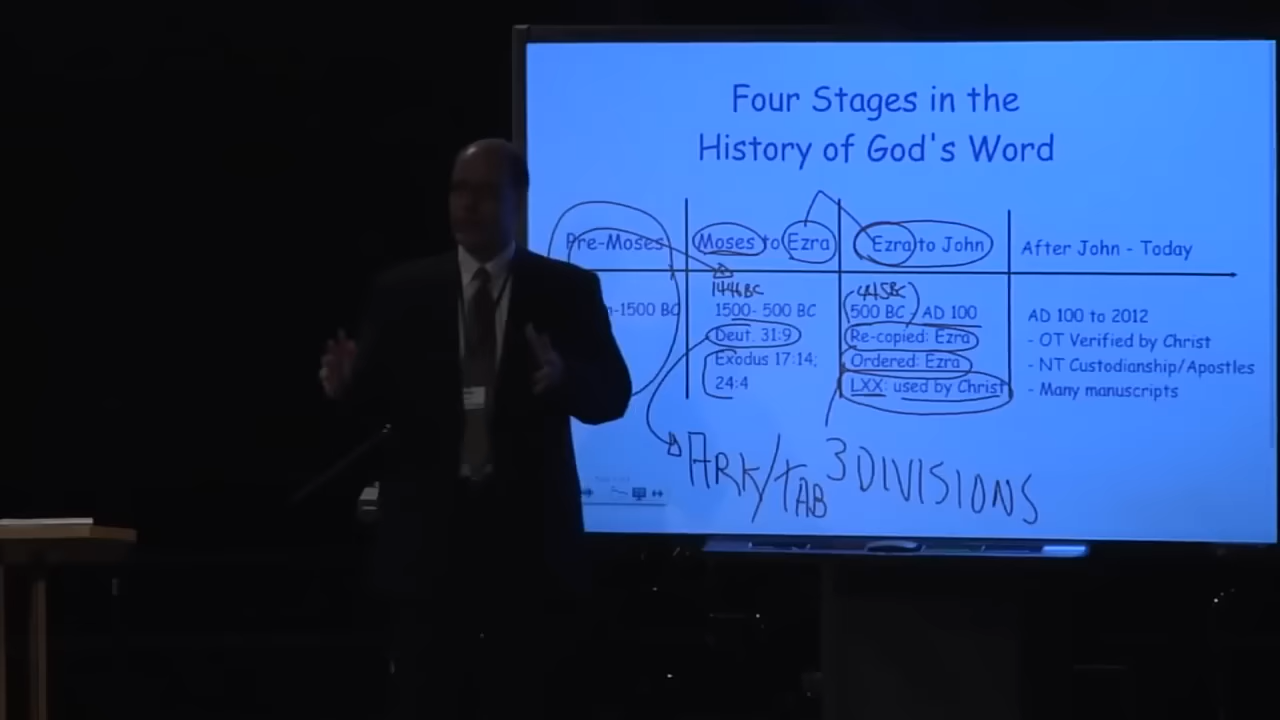 Four Stages in the
History of God's Word
Pre-Moses
Moses to Ezra
Ezra to John
After John - Today
-1500 BC
1446 BC
1500- 500 BC
Deut. 31:9
Exodus 17:14;
24:4
445BC
500 BC AD 100
Re-copied: Ezra
Ordered: Ezra
LXX: used by Christ
AD 100 to 2012
- OT Verified by Christ
- NT Custodianship/Apostles
- Many manuscripts
ARK/TAB
3 DIVISIONS